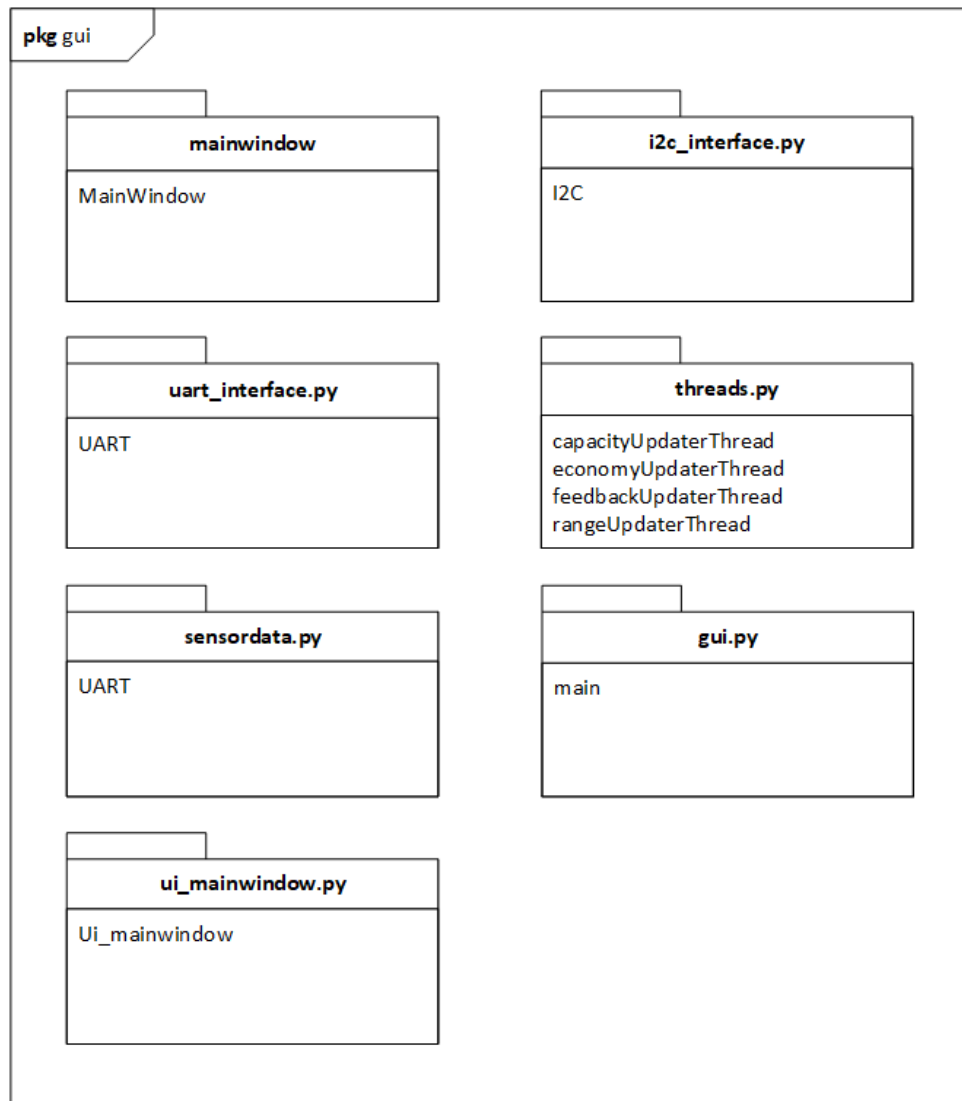 pkg gui
mainwindow
MainWindow
i2c_interface.py
I2C
uart_interface.py
UART
threads.py
capacityUpdaterThread
economyUpdaterThread
feedbackUpdaterThread
rangeUpdaterThread
sensordata.py
UART
gui.py
main
ui_mainwindow.py
Ui_mainwindow